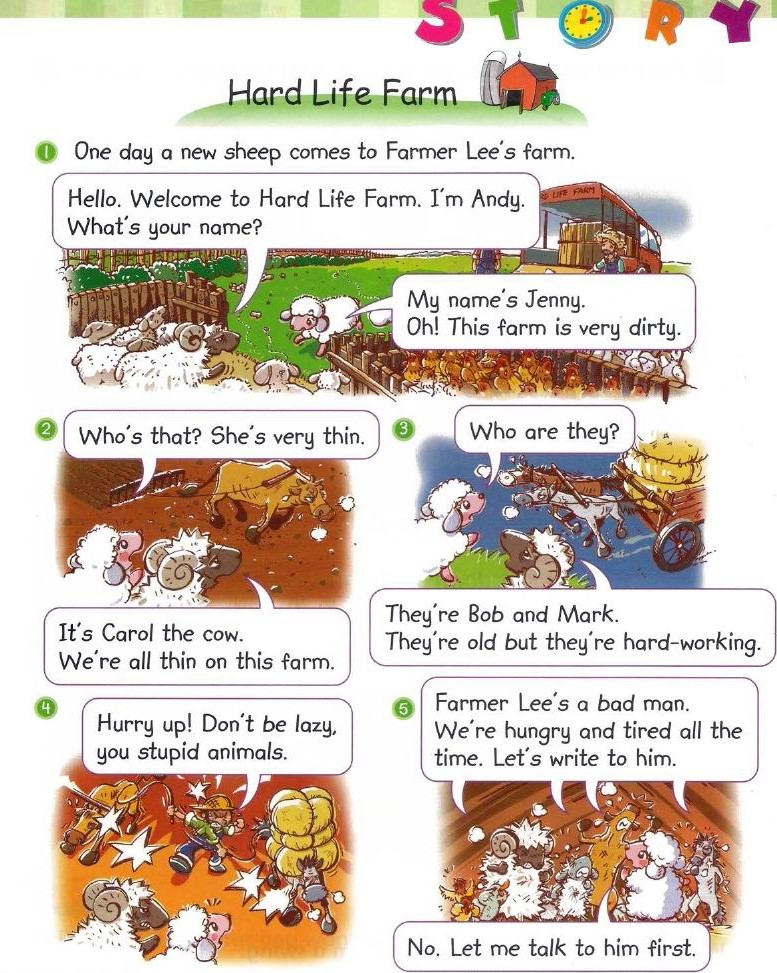 STORY
Hard Life Farm
1 One day a new sheep comes to Farmer Lee's farm.
Hello. Welcome to Hard Life Farm. I'm Andy.
What's your name?
LIFE FARM
My name's Jenny.
Oh! This farm is very dirty.
2 Who's that? She's very thin.
It's Carol the cow.
We're all thin on this farm.
3 Who are they?
They're Bob and Mark.
They're old but they're hard-working.
4 Hurry up! Don't be lazy,
you stupid animals.
5 Farmer Lee's a bad man.
We're hungry and tired all the
time. Let's write to him.
No. Let me talk to him first.